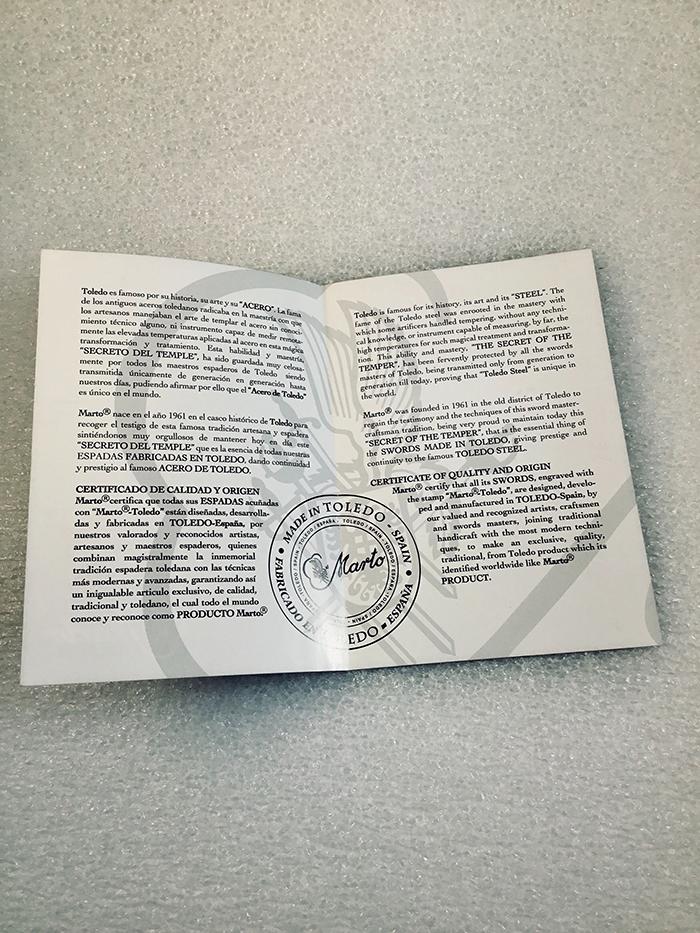 Toledo es famoso por su historia, su arte y su "ACERO". La fama
de los antiguos aceros toledanos radicaba en la maestría con que
los artesanos manejaban el arte de templar el acero sin conoci-
miento técnico alguno, ni instrumento capaz de medir remota-
mente las elevadas temperaturas aplicadas al acero en esta mágica
transformación y tratamiento. Esta habilidad y maestría,
"SECRETO DEL TEMPLE", ha sido guardada muy celosa-
mente por todos los maestros espaderos de Toledo siendo
transmitida únicamente de generación en generación hasta
nuestros días, pudiendo afirmar por ello que el "Acero de Toledo"
es único en el mundo.
Marto® nace en el año 1961 en el casco histórico de Toledo para
recoger el testigo de esta famosa tradición artesana y espadera
sintiéndonos muy orgullosos de mantener hoy en día este
"SECRETO DEL TEMPLE" que es la esencia de todas nuestras
ESPADAS FABRICADAS EN TOLEDO, dando continuidad
y prestigio al famoso ACERO DE TOLEDO.
CERTIFICADO DE CALIDAD Y ORIGEN
Marto® certifica que todas sus ESPADAS acuñadas
con "Marto®-Toledo" están diseñadas, desarrolla-
das y fabricadas en TOLEDO-España, por
nuestros valorados y reconocidos artistas,
artesanos y maestros espaderos, quienes
combinan magistralmente la inmemorial
tradición espadera toledana con las técnicas
más modernas y avanzadas, garantizando así
un inigualable articulo exclusivo, de calidad,
tradicional y toledano, el cual todo el mundo
conoce y reconoce como PRODUCTO Marto.®
Toledo is famous for its history, its art and its "STEEL". The
fame of the Toledo steel was enrooted in the mastery with
which some artificers handled tempering, without any techni-
cal knowledge, or instrument capable of measuring, by far, the
high temperatures for such magical treatment and transforma-
tion. This ability and mastery, "THE SECRET OF THE
TEMPER", has been fervently protected by all the swords
masters of Toledo, being transmitted only from generation to
generation till today, proving that "Toledo Steel" is unique in
the world.
Marto® was founded in 1961 in the old district of Toledo to
regain the testimony and the techniques of this sword master-
craftsman tradition, being very proud to maintain today this
"SECRET OF THE TEMPER", that is the essential thing of
the SWORDS MADE IN TOLEDO, giving prestige and
continuity to the famous TOLEDO STEEL.
CERTIFICATE OF QUALITY AND ORIGIN
Marto® certify that all its SWORDS, engraved with
the stamp "Marto®-Toledo", are designed, develo-
ped and manufactured in TOLEDO-Spain, by
our valued and recognized artists, craftsmen
and swords masters, joining traditional
handicraft with the most modern techni-
ques, to make an exclusive, quality,
traditional, from Toledo product which its
identified worldwide like Marto®
PRODUCT.
MADE IN TOLEDO - SPAIN
Marto
FABRICADO EN TOLEDO - ESPAÑA